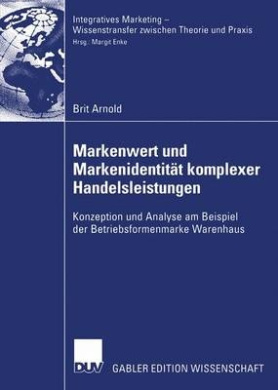 Integratives Marketing –
Wissenstransfer zwischen Theorie und Praxis
Hrsg.: Margit Enke
Brit Arnold
Markenwert und
Markenidentität komplexer
Handelsleistungen
Konzeption und Analyse am Beispiel
der Betriebsformenmarke Warenhaus
DUV
GABLER EDITION WISSENSCHAFT